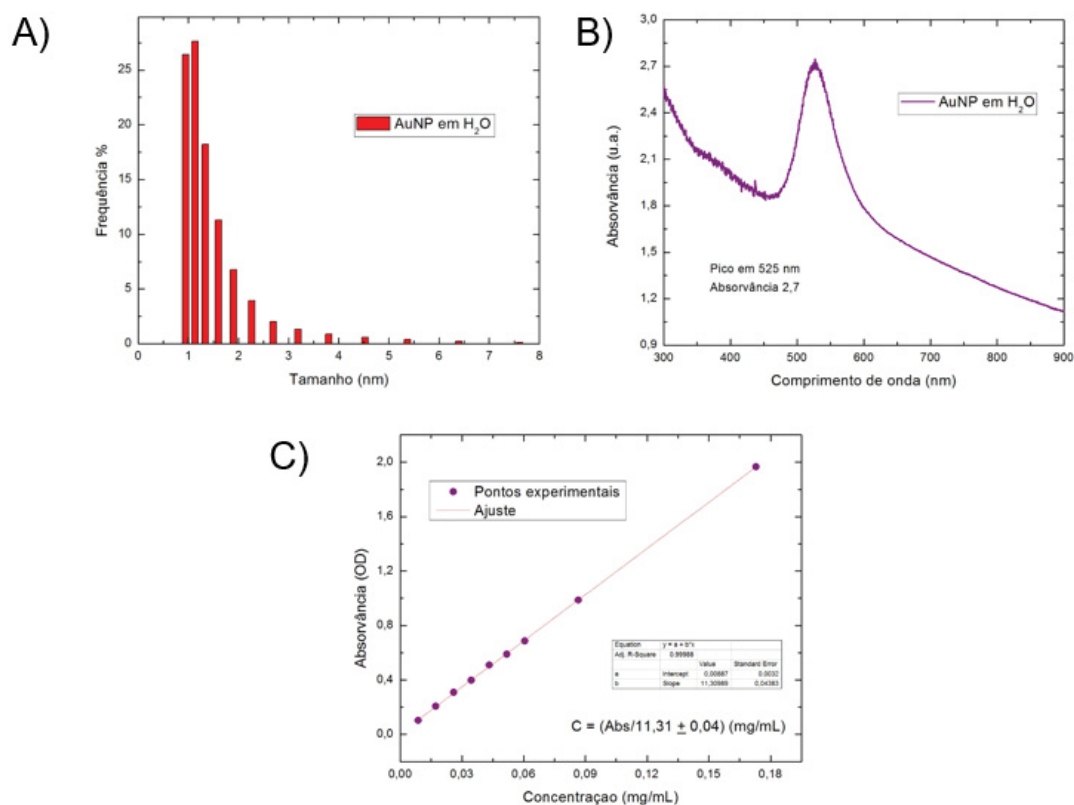 A)
Frequência %
25
20
15
10
5
0
0 1 2 3 4 5 6 7 8
Tamanho (nm)
AuNP em H₂O
B)
Absorvância (u.a.)
3,0
2,7
2,4
2,1
1,8
1,5
1,2
0,9
300 400 500 600 700 800 900
Comprimento de onda (nm)
AuNP em H₂O
Pico em 525 nm
Absorvância 2,7
C)
Absorvância (OD)
2,0
1,6
1,2
0,8
0,4
0,0
0,00 0,03 0,06 0,09 0,12 0,15 0,18
Concentraçao (mg/mL)
Pontos experimentais
Ajuste
Equation y = a + b*x
Adj. R-Square 0.99988
Value Standard Error
a Intercept 0,00887 0.0032
b Slope 11,30989 0,04383
C = (Abs/11,31 ± 0,04) (mg/mL)